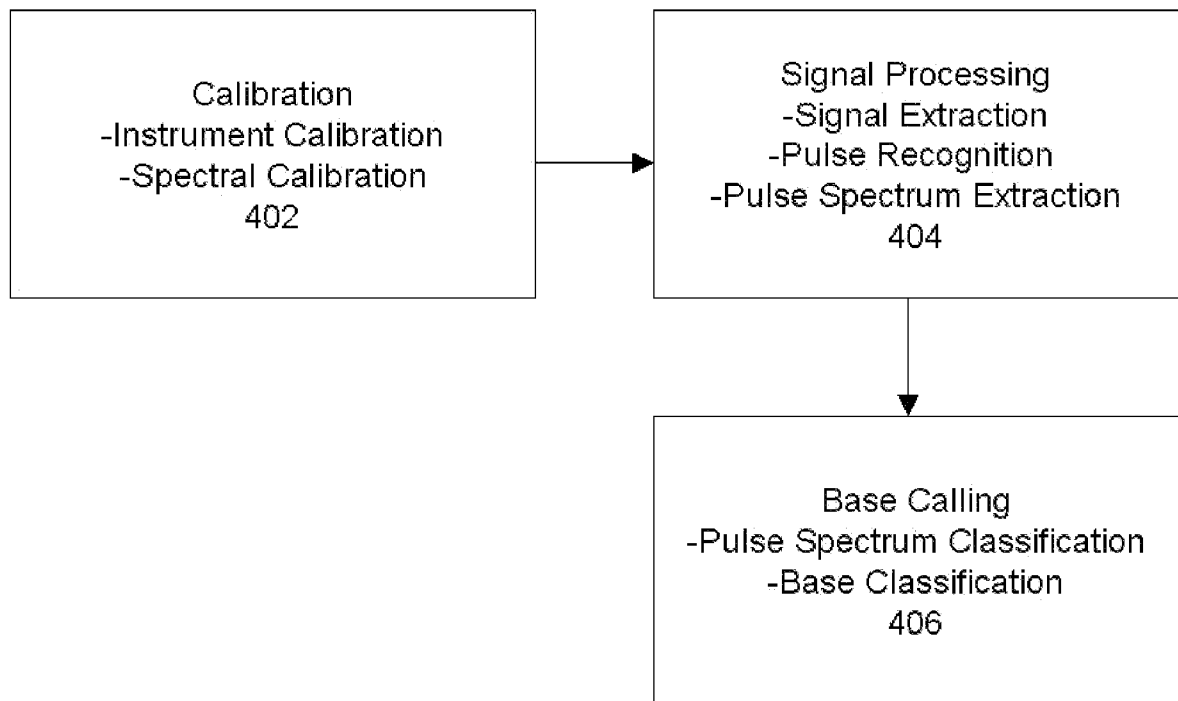 Calibration
-Instrument Calibration
-Spectral Calibration
402
Signal Processing
-Signal Extraction
-Pulse Recognition
-Pulse Spectrum Extraction
404
Base Calling
-Pulse Spectrum Classification
-Base Classification
406